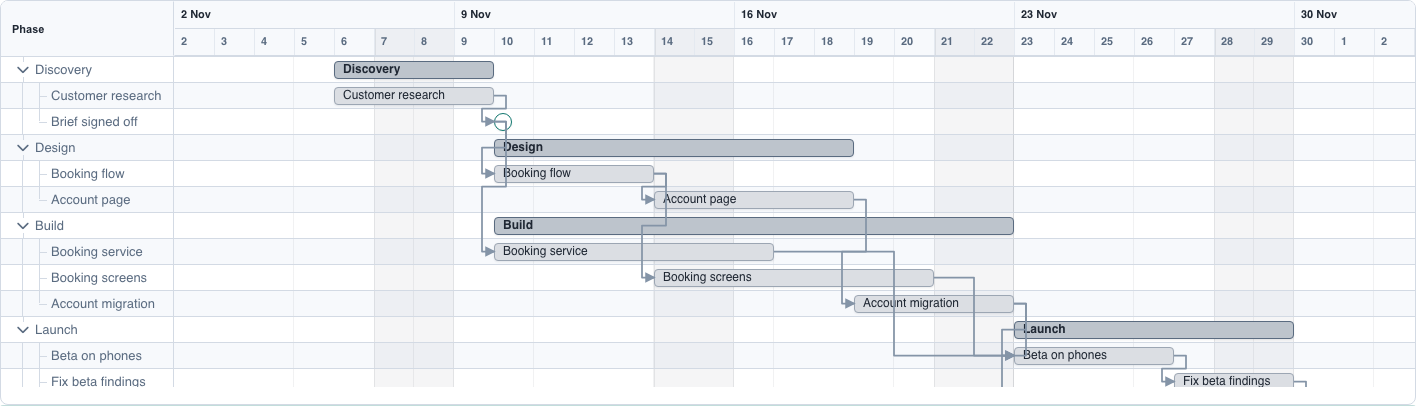 Phase
2 Nov 9 Nov 16 Nov 23 Nov 30 Nov
2 3 4 5 6 7 8 9 10 11 12 13 14 15 16 17 18 19 20 21 22 23 24 25 26 27 28 29 30 1 2
Discovery Discovery
Customer research Customer research
Brief signed off
Design Design
Booking flow Booking flow
Account page Account page
Build Build
Booking service Booking service
Booking screens Booking screens
Account migration Account migration
Launch Launch
Beta on phones Beta on phones
Fix beta findings Fix beta findings